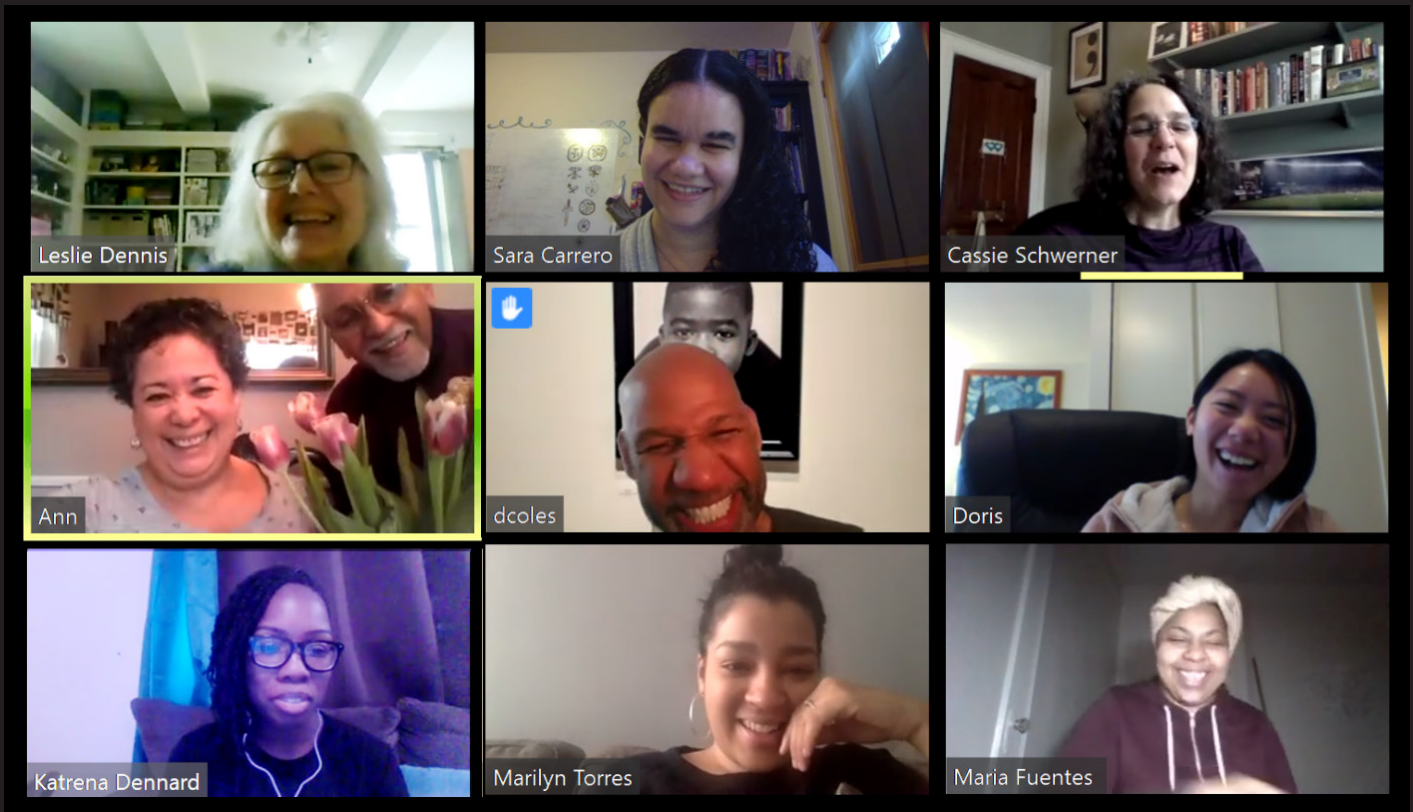 Leslie Dennis
Sara Carrero
Cassie Schwerner
Ann
dcoles
Doris
Katrena Dennard
Marilyn Torres
Maria Fuentes